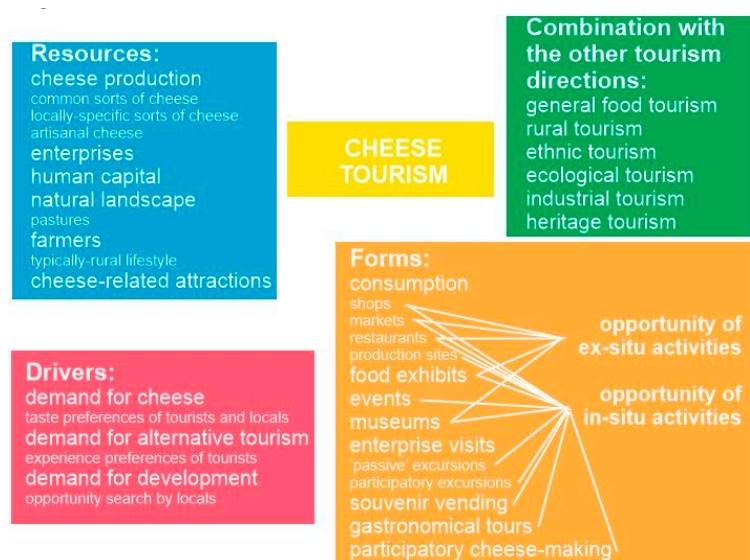 Resources:
cheese production
common sorts of cheese
locally-specific sorts of cheese
artisanal cheese
enterprises
human capital
natural landscape
pastures
farmers
typically-rural lifestyle
cheese-related attractions
CHEESE
TOURISM
Combination with
the other tourism
directions:
general food tourism
rural tourism
ethnic tourism
ecological tourism
industrial tourism
heritage tourism
Drivers:
demand for cheese
taste preferences of tourists and locals
demand for alternative tourism
experience preferences of tourists
demand for development
opportunity search by locals
Forms:
consumption
shops
markets
restaurants
production sites
food exhibits
events
museums
enterprise visits
'passive' excursions
participatory excursions
souvenir vending
gastronomical tours
participatory cheese-making
opportunity of
ex-situ activities
opportunity of
in-situ activities